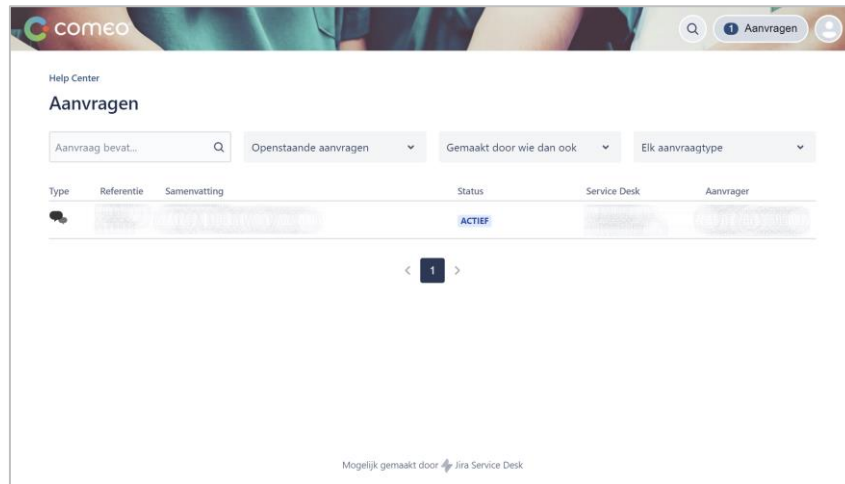 comeo
1 Aanvragen
Help Center
Aanvragen
Aanvraag bevat...
Openstaande aanvragen
Gemaakt door wie dan ook
Elk aanvraagtype
Type Referentie Samenvatting Status Service Desk Aanvrager
ACTIEF
1
Mogelijk gemaakt door Jira Service Desk